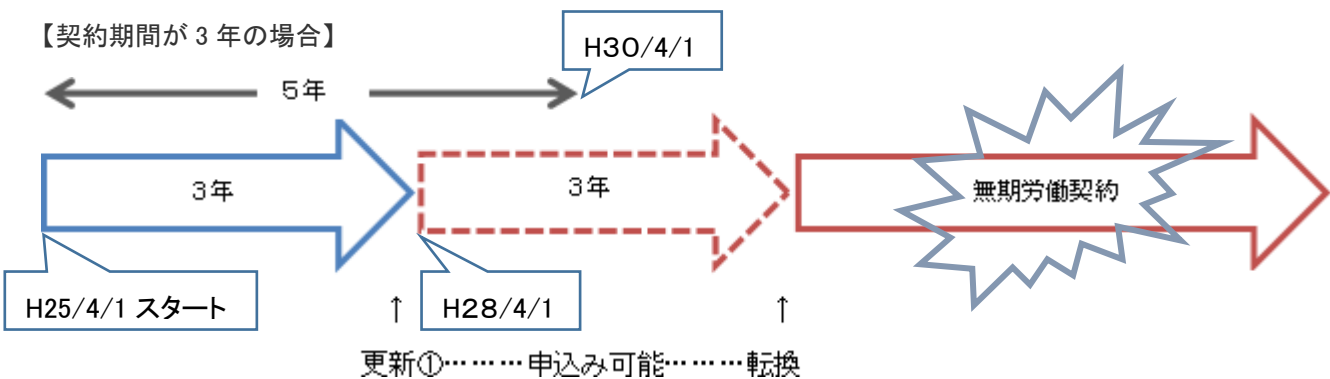 【契約期間が3年の場合】
H30/4/1
5年
3年
3年
無期労働契約
H25/4/1 スタート
↑
H28/4/1
↑
更新①………申込み可能………転換